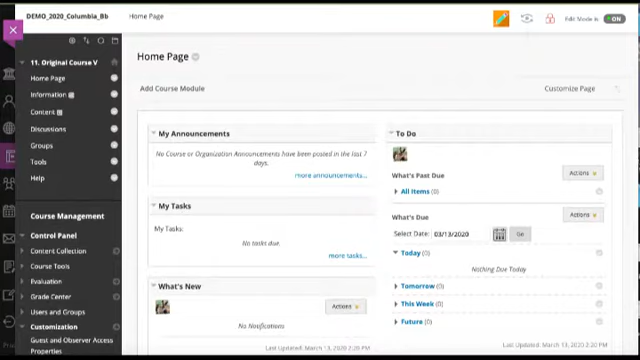 DEMO_2020_Columbia_Bb
Home Page
Edit Mode is
ON
11. Original Course V
Home Page
Information
Content
Discussions
Groups
Tools
Help
Course Management
Control Panel
Content Collection
Course Tools
Evaluation
Grade Center
Users and Groups
Customization
Guest and Observer Access
Properties
Home Page
Add Course Module
Customize Page
My Announcements
No Course or Organization Announcements have been posted in the last 7
days.
more announcements...
My Tasks
My Tasks:
No tasks due.
more tasks...
What's New
Actions
No Notifications
Last Updated: March 13, 2020 2:20 PM
To Do
What's Past Due
Actions
All Items (0)
What's Due
Actions
Select Date: 03/13/2020
Go
Today (0)
Nothing Due Today
Tomorrow (0)
This Week (0)
Future (0)
Last Updated: March 13, 2020 2:20 PM